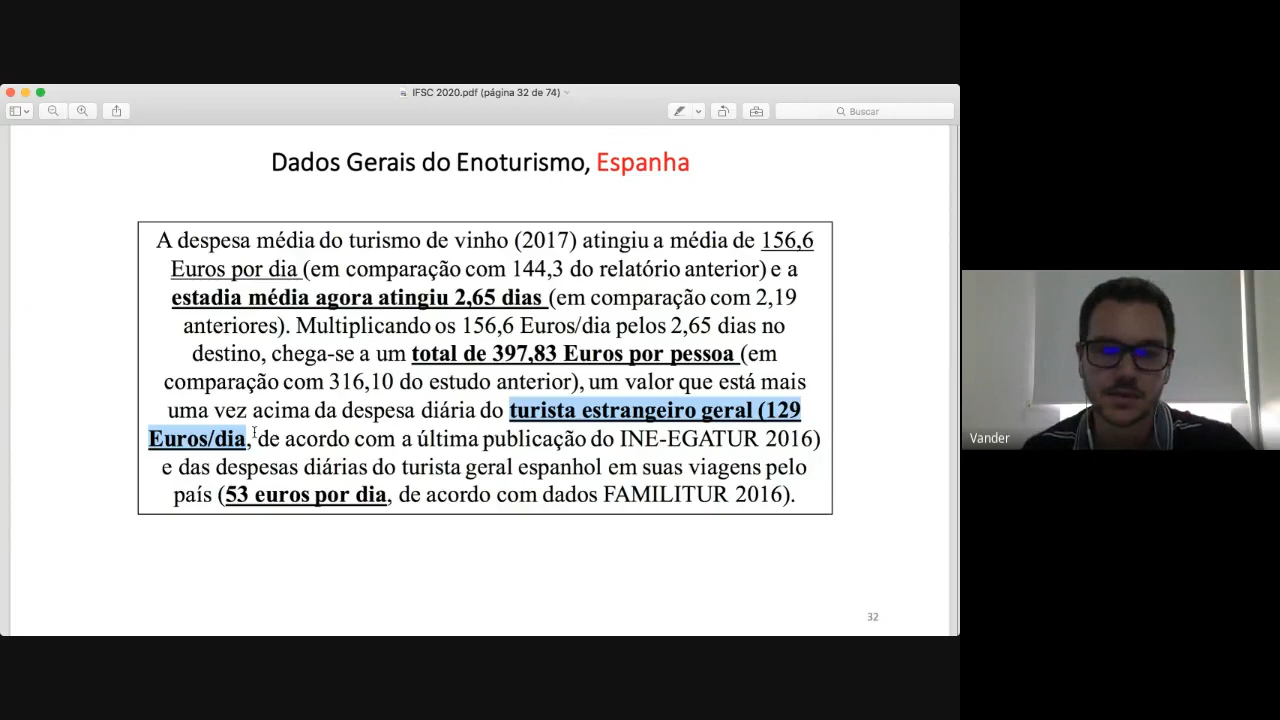 IFSC 2020.pdf (página 32 de 74)
Buscar
Dados Gerais do Enoturismo, Espanha
A despesa média do turismo de vinho (2017) atingiu a média de 156,6
Euros por dia (em comparação com 144,3 do relatório anterior) e a
estadia média agora atingiu 2,65 dias (em comparação com 2,19
anteriores). Multiplicando os 156,6 Euros/dia pelos 2,65 dias no
destino, chega-se a um total de 397,83 Euros por pessoa (em
comparação com 316,10 do estudo anterior), um valor que está mais
uma vez acima da despesa diária do turista estrangeiro geral (129
Euros/dia, de acordo com a última publicação do INE-EGATUR 2016)
e das despesas diárias do turista geral espanhol em suas viagens pelo
país (53 euros por dia, de acordo com dados FAMILITUR 2016).
32
Vander